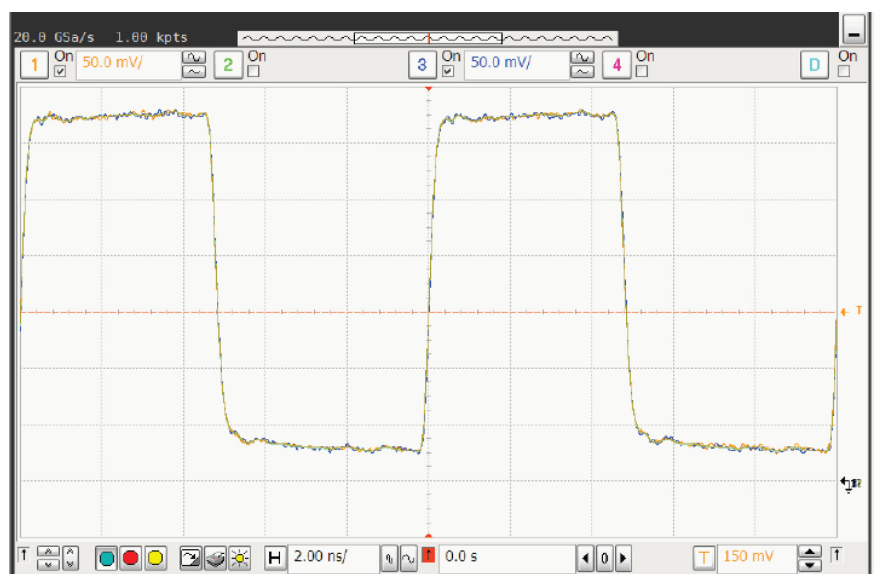 20.0 GSa/s 1.00 kpts
1 On 50.0 mV/ 2 On 3 On 50.0 mV/ 4 On D On
T
H 2.00 ns/ 0.0 s 0 T 150 mV